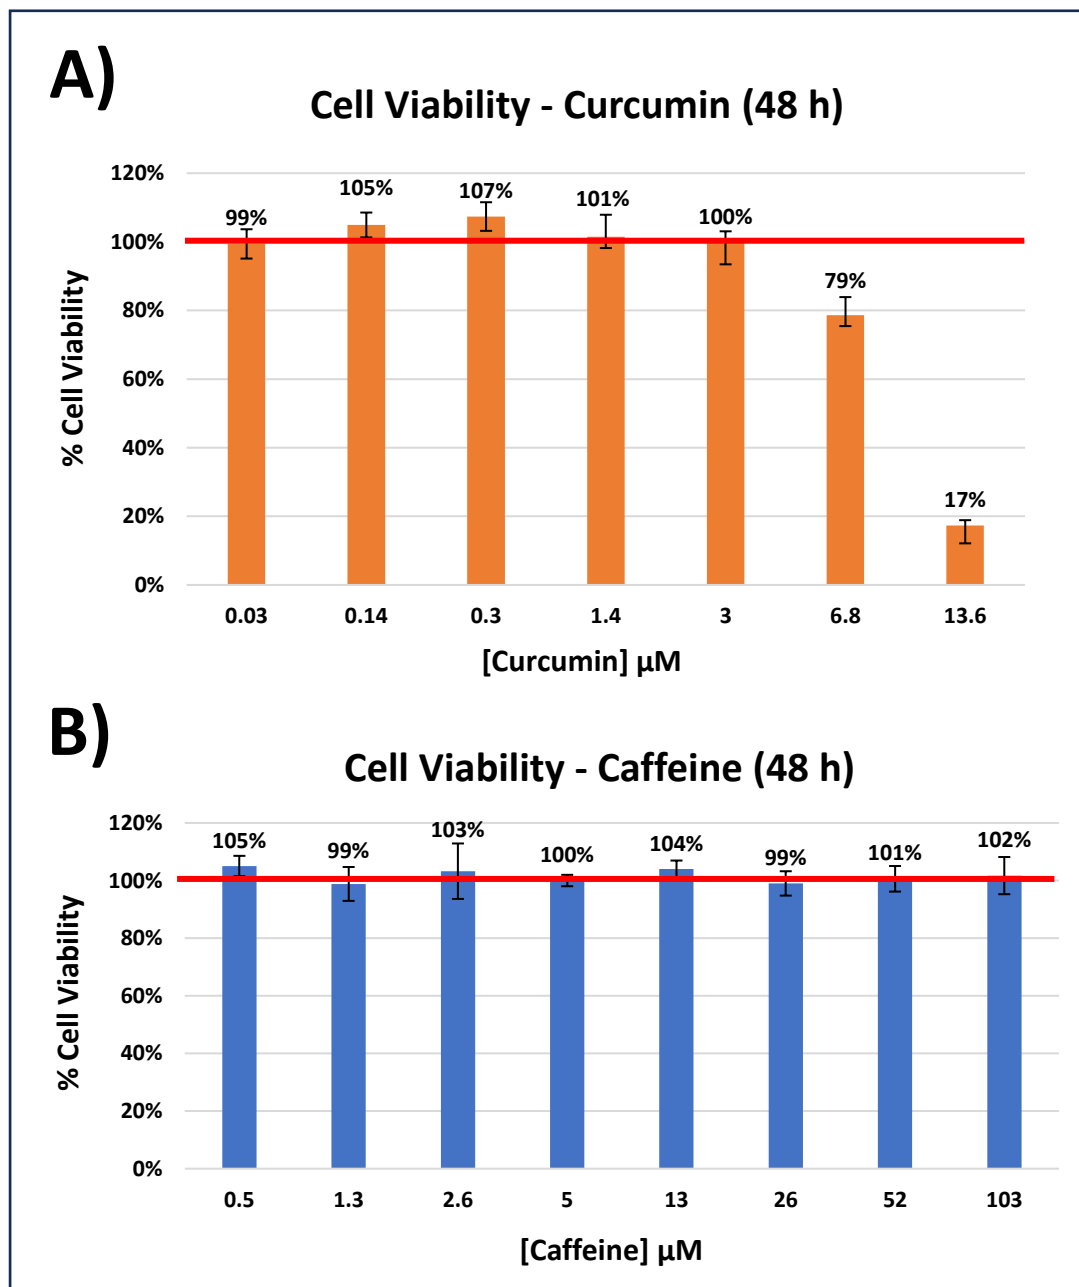 A)
Cell Viability - Curcumin (48 h)
120%
100%
80%
60%
40%
20%
0%
% Cell Viability
99%
105%
107%
101%
100%
79%
17%
0.03 0.14 0.3 1.4 3 6.8 13.6
[Curcumin] μM
B)
Cell Viability - Caffeine (48 h)
120%
100%
80%
60%
40%
20%
0%
% Cell Viability
105%
99%
103%
100%
104%
99%
101%
102%
0.5 1.3 2.6 5 13 26 52 103
[Caffeine] μM